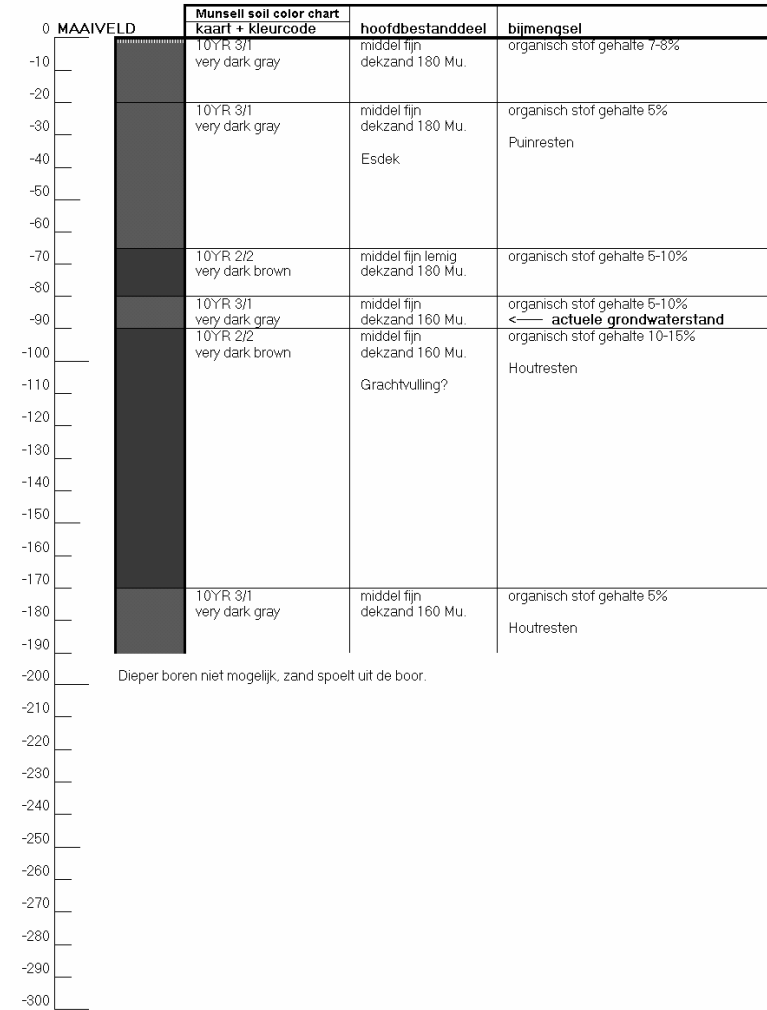 Munsell soil color chart
0 MAAIVELD kaart + kleurcode hoofdbestanddeel bijmengsel
10YR 3/1 middel fijn organisch stof gehalte 7-8%
-10 very dark gray dekzand 180 Mu.
-20
10YR 3/1 middel fijn organisch stof gehalte 5%
-30 very dark gray dekzand 180 Mu.
Puinresten
-40 Esdek
-50
-60
-70 10YR 2/2 middel fijn lemig organisch stof gehalte 5-10%
very dark brown dekzand 180 Mu.
-80
10YR 3/1 middel fijn organisch stof gehalte 5-10%
-90 very dark gray dekzand 160 Mu. <—— actuele grondwaterstand
10YR 2/2 middel fijn organisch stof gehalte 10-15%
-100 very dark brown dekzand 160 Mu.
Houtresten
-110 Grachtvulling?
-120
-130
-140
-150
-160
-170
10YR 3/1 middel fijn organisch stof gehalte 5%
-180 very dark gray dekzand 160 Mu.
Houtresten
-190
-200 Dieper boren niet mogelijk, zand spoelt uit de boor.
-210
-220
-230
-240
-250
-260
-270
-280
-290
-300